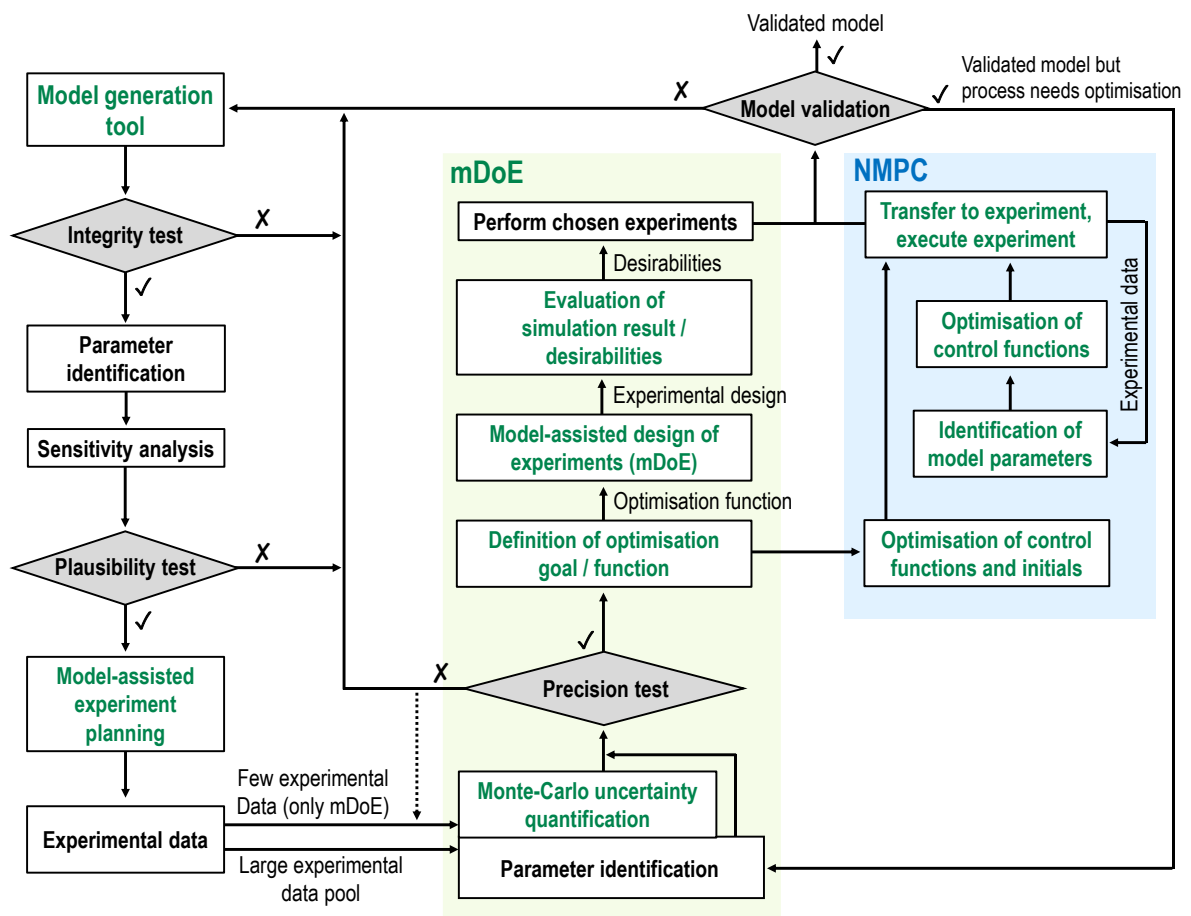 Validated model
✓
Validated model but
process needs optimisation
✓
✗
Model validation
Model generation
tool
Integrity test
✗
✓
Parameter
identification
Sensitivity analysis
Plausibility test
✗
✓
Model-assisted
experiment
planning
Experimental data
Few experimental
Data (only mDoE)
Large experimental
data pool
mDoE
Perform chosen experiments
Desirabilities
Evaluation of
simulation result /
desirabilities
Experimental design
Model-assisted design of
experiments (mDoE)
Optimisation function
Definition of optimisation
goal / function
✓
✗
Precision test
Monte-Carlo uncertainty
quantification
Parameter identification
NMPC
Transfer to experiment,
execute experiment
Optimisation of
control functions
Experimental data
Identification of
model parameters
Optimisation of control
functions and initials